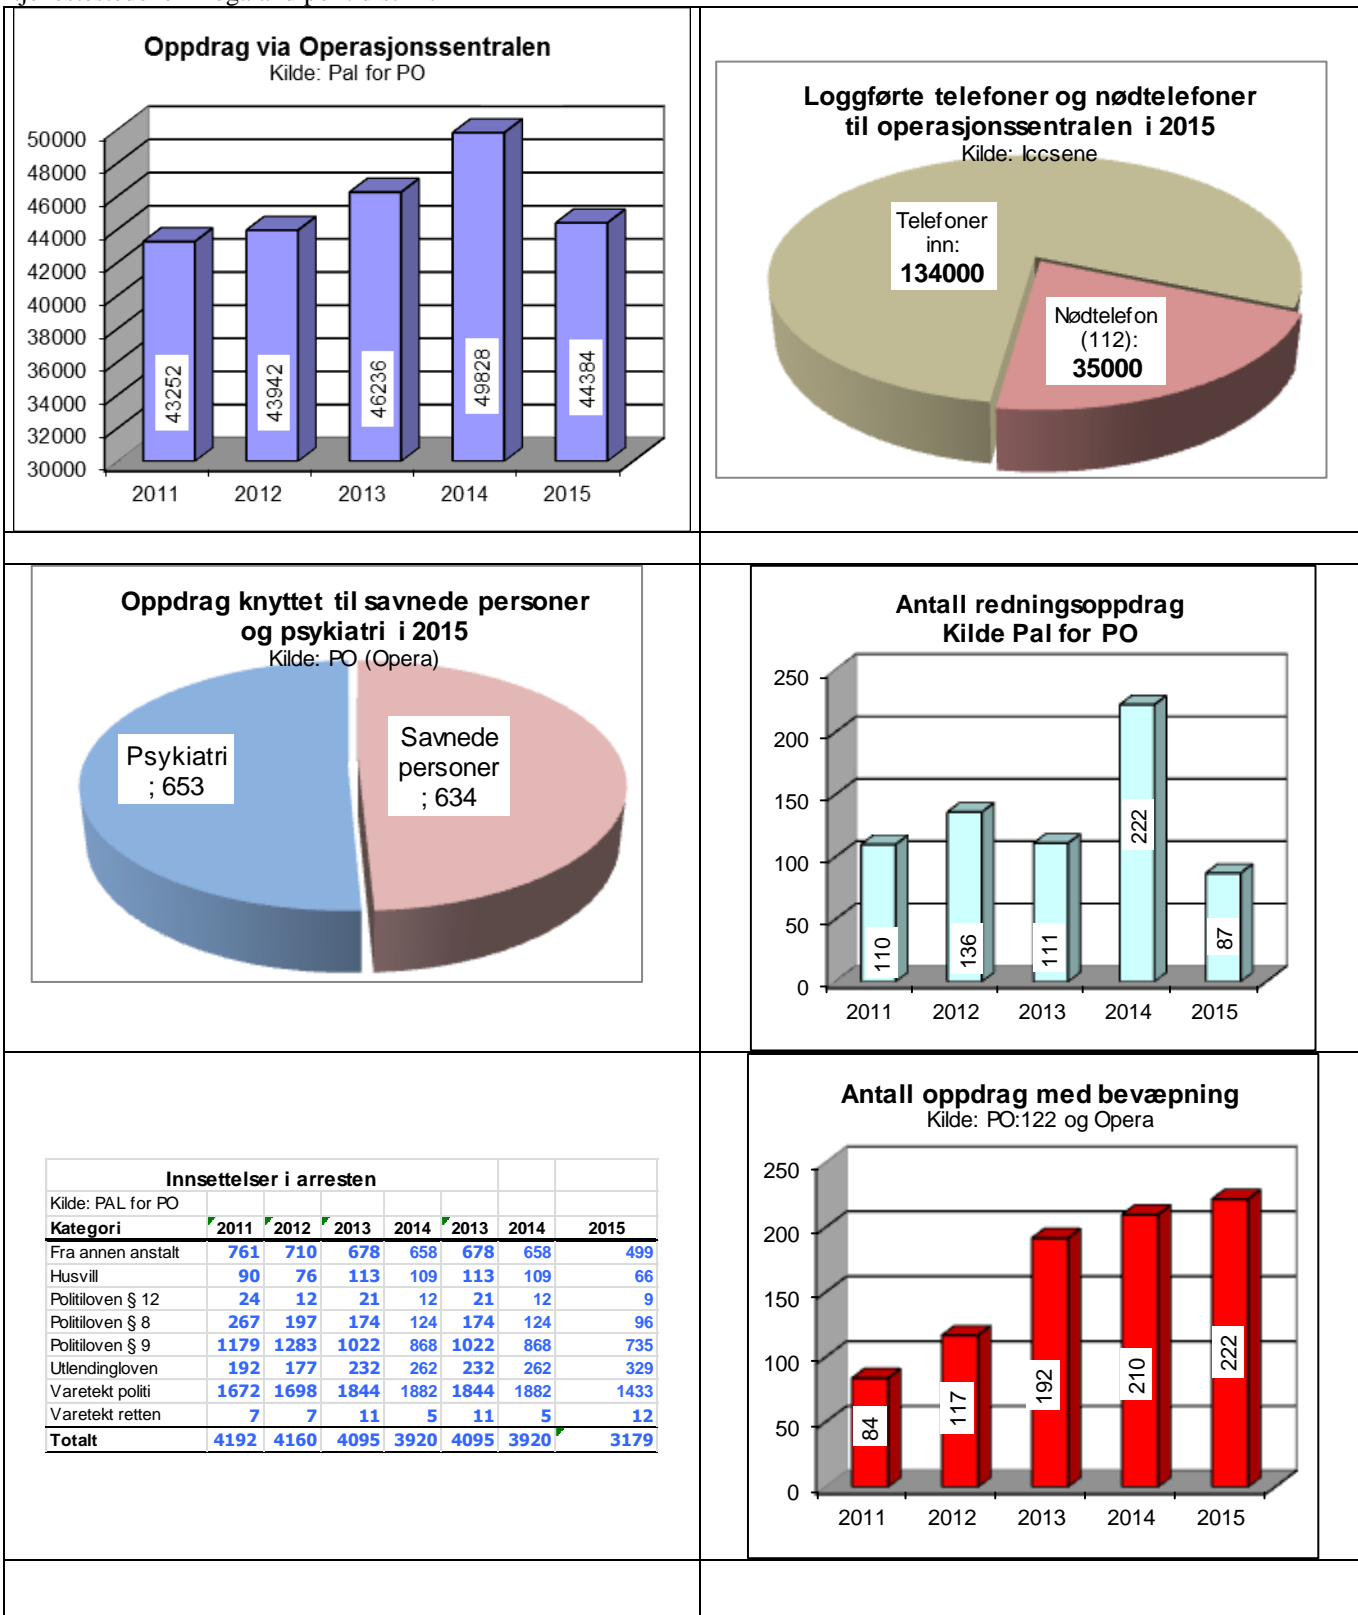 Oppdrag via Operasjonssentralen
Kilde: Pal for PO
50000
48000
46000
44000
42000
40000
38000
36000
34000
32000
30000
43252
43942
46236
49828
44384
2011 2012 2013 2014 2015
Loggførte telefoner og nødtelefoner
til operasjonssentralen i 2015
Kilde: Iccsene
Telefoner
inn:
134000
Nødtelefon
(112):
35000
Oppdrag knyttet til savnede personer
og psykiatri i 2015
Kilde: PO (Opera)
Psykiatri
; 653
Savnede
personer
; 634
Antall redningsoppdrag
Kilde Pal for PO
250
200
150
100
50
0
110
136
111
222
87
2011 2012 2013 2014 2015
Innsettelser i arresten
Kilde: PAL for PO
Kategori 2011 2012 2013 2014 2013 2014 2015
Fra annen anstalt 761 710 678 658 678 658 499
Husvill 90 76 113 109 113 109 66
Politiloven § 12 24 12 21 12 21 12 9
Politiloven § 8 267 197 174 124 174 124 96
Politiloven § 9 1179 1283 1022 868 1022 868 735
Utlendingloven 192 177 232 262 232 262 329
Varetekt politi 1672 1698 1844 1882 1844 1882 1433
Varetekt retten 7 7 11 5 11 5 12
Totalt 4192 4160 4095 3920 4095 3920 3179
Antall oppdrag med bevæpning
Kilde: PO:122 og Opera
250
200
150
100
50
0
84
117
192
210
222
2011 2012 2013 2014 2015